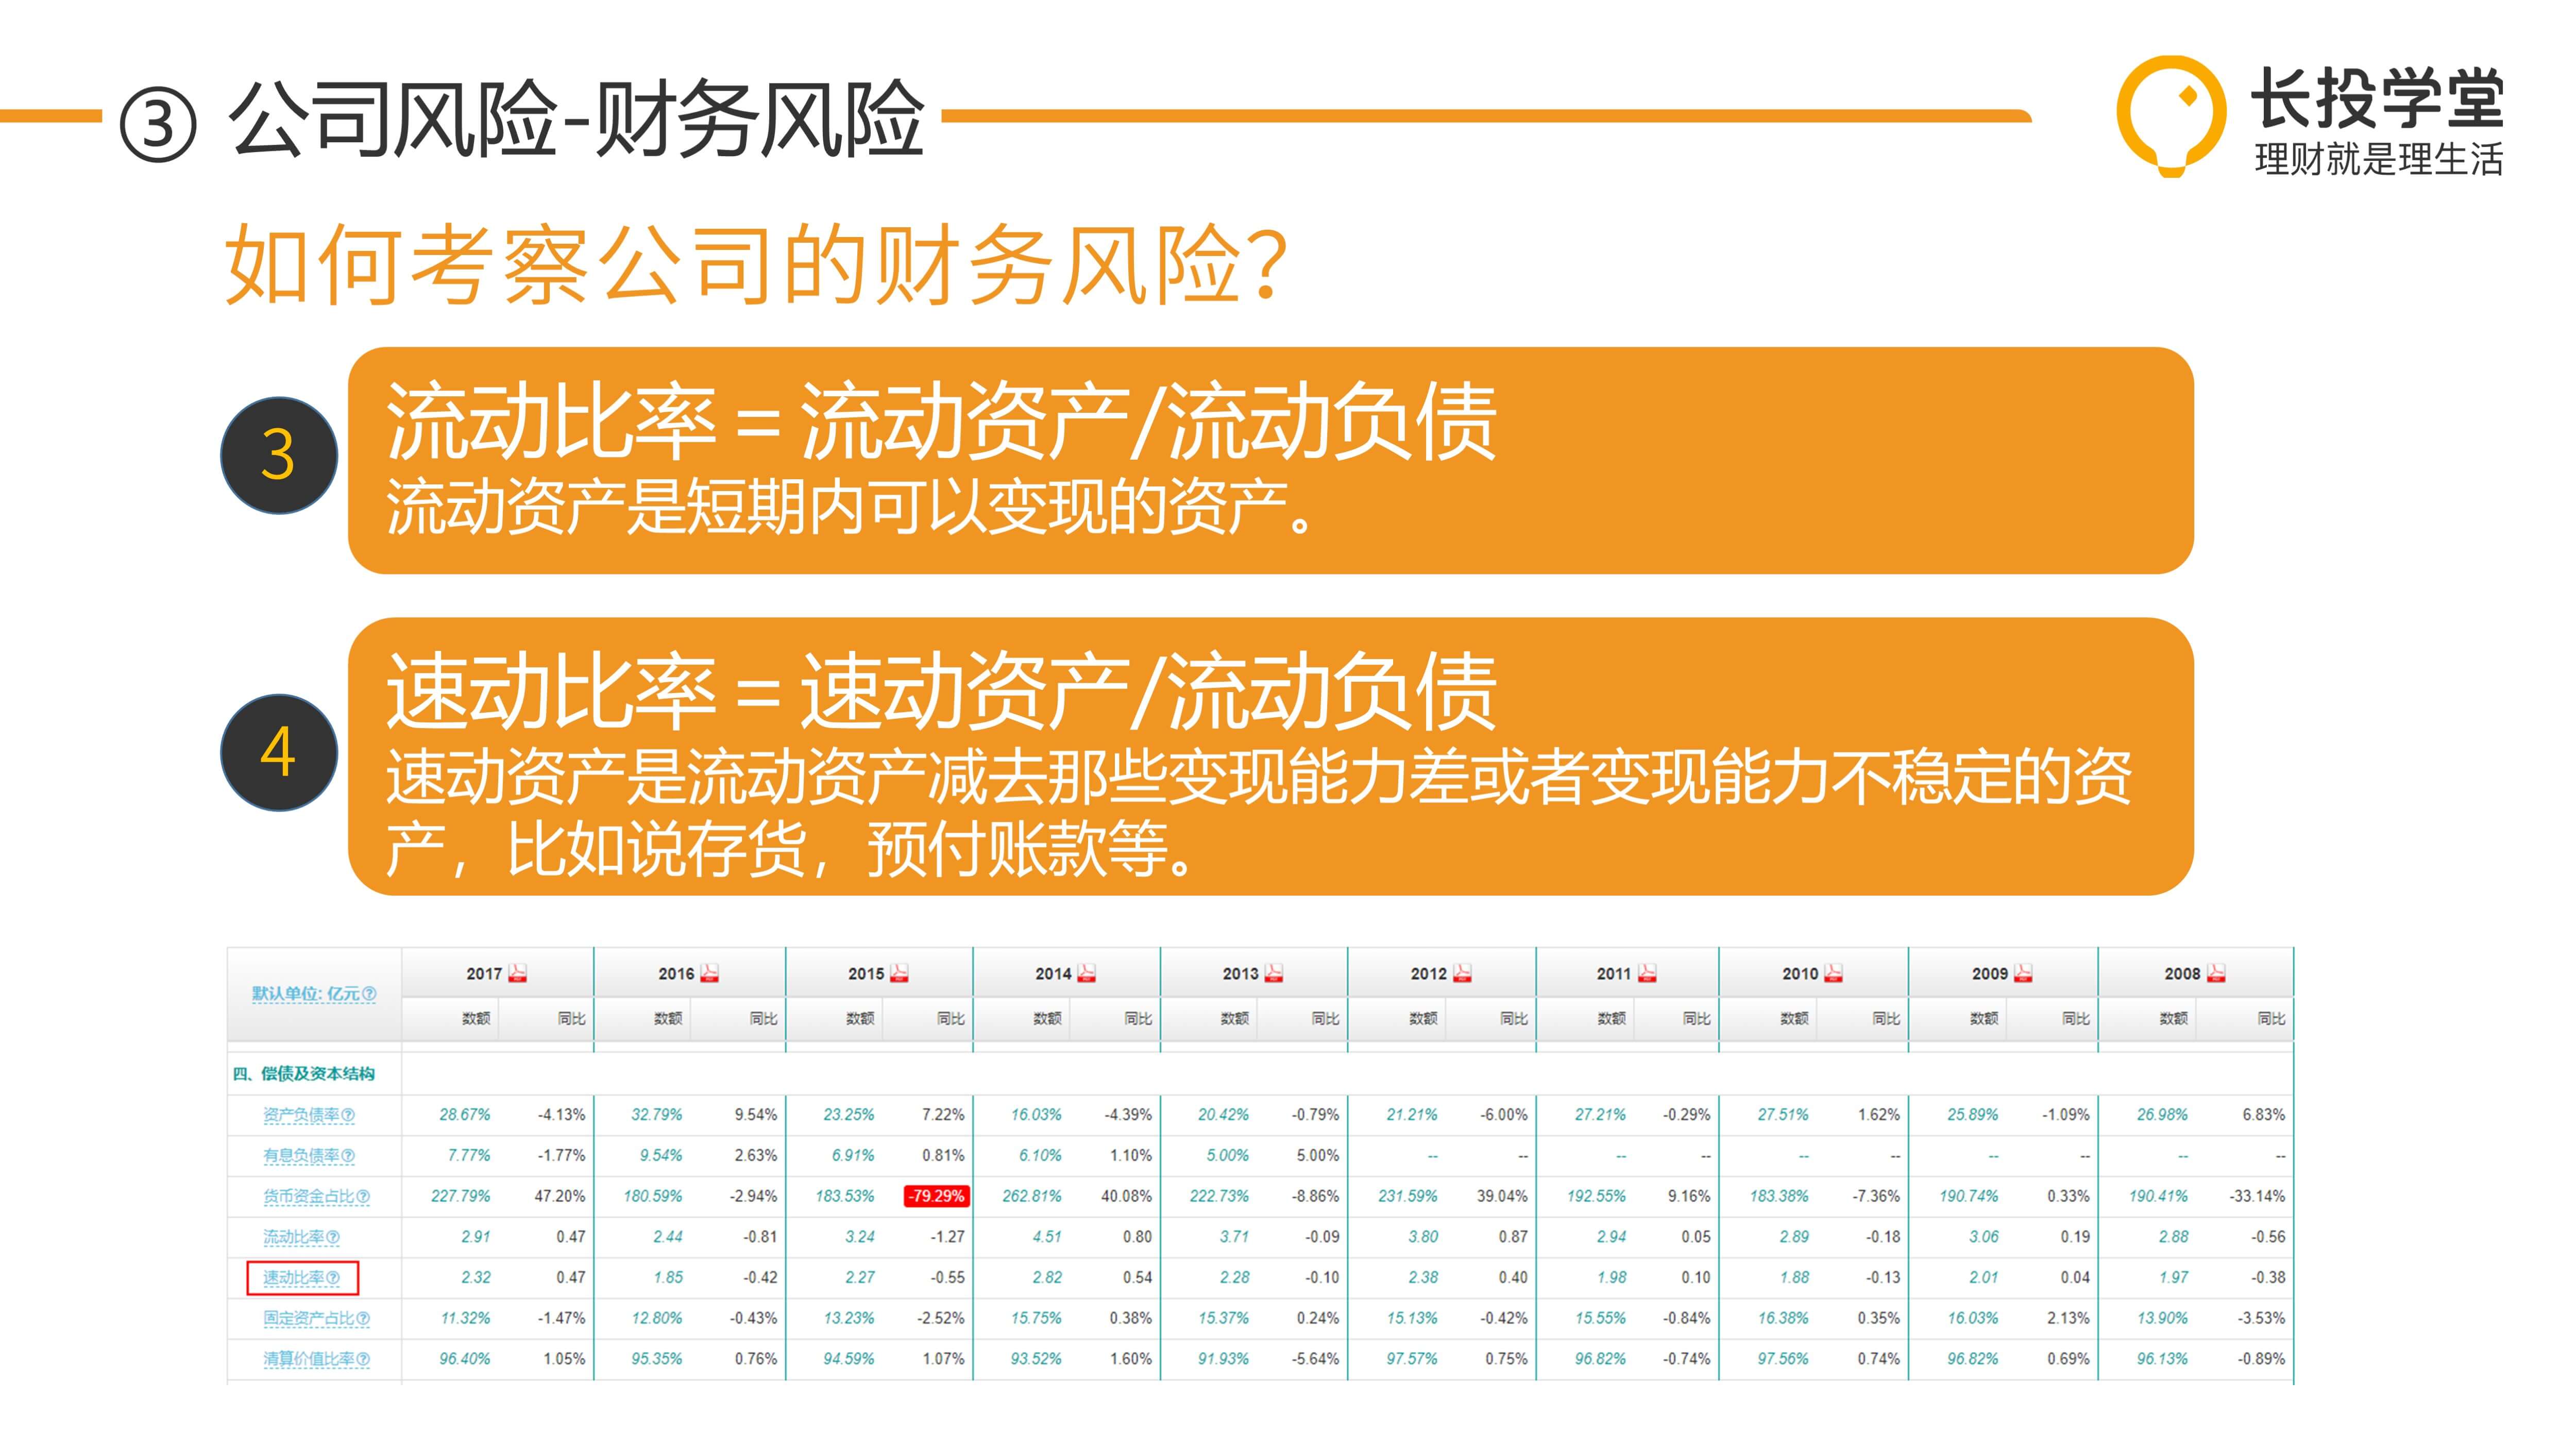 ③ 公司风险-财务风险
长投学堂
理财就是理生活
如何考察公司的财务风险？
3
流动比率 = 流动资产/流动负债
流动资产是短期内可以变现的资产。
4
速动比率 = 速动资产/流动负债
速动资产是流动资产减去那些变现能力差或者变现能力不稳定的资
产，比如说存货，预付账款等。
默认单位: 亿元 2017 2016 2015 2014 2013 2012 2011 2010 2009 2008
数额 同比 数额 同比 数额 同比 数额 同比 数额 同比 数额 同比 数额 同比 数额 同比 数额 同比 数额 同比
四、偿债及资本结构
资产负债率 28.67% -4.13% 32.79% 9.54% 23.25% 7.22% 16.03% -4.39% 20.42% -0.79% 21.21% -6.00% 27.21% -0.29% 27.51% 1.62% 25.89% -1.09% 26.98% 6.83%
有息负债率 7.77% -1.77% 9.54% 2.63% 6.91% 0.81% 6.10% 1.10% 5.00% 5.00% -- -- -- -- -- -- -- -- -- --
货币资金占比 227.79% 47.20% 180.59% -2.94% 183.53% -79.29% 262.81% 40.08% 222.73% -8.86% 231.59% 39.04% 192.55% 9.16% 183.38% -7.36% 190.74% 0.33% 190.41% -33.14%
流动比率 2.91 0.47 2.44 -0.81 3.24 -1.27 4.51 0.80 3.71 -0.09 3.80 0.87 2.94 0.05 2.89 -0.18 3.06 0.19 2.88 -0.56
速动比率 2.32 0.47 1.85 -0.42 2.27 -0.55 2.82 0.54 2.28 -0.10 2.38 0.40 1.98 0.10 1.88 -0.13 2.01 0.04 1.97 -0.38
固定资产占比 11.32% -1.47% 12.80% -0.43% 13.23% -2.52% 15.75% 0.38% 15.37% 0.24% 15.13% -0.42% 15.55% -0.84% 16.38% 0.35% 16.03% 2.13% 13.90% -3.53%
清算价值比率 96.40% 1.05% 95.35% 0.76% 94.59% 1.07% 93.52% 1.60% 91.93% -5.64% 97.57% 0.75% 96.82% -0.74% 97.56% 0.74% 96.82% 0.69% 96.13% -0.89%